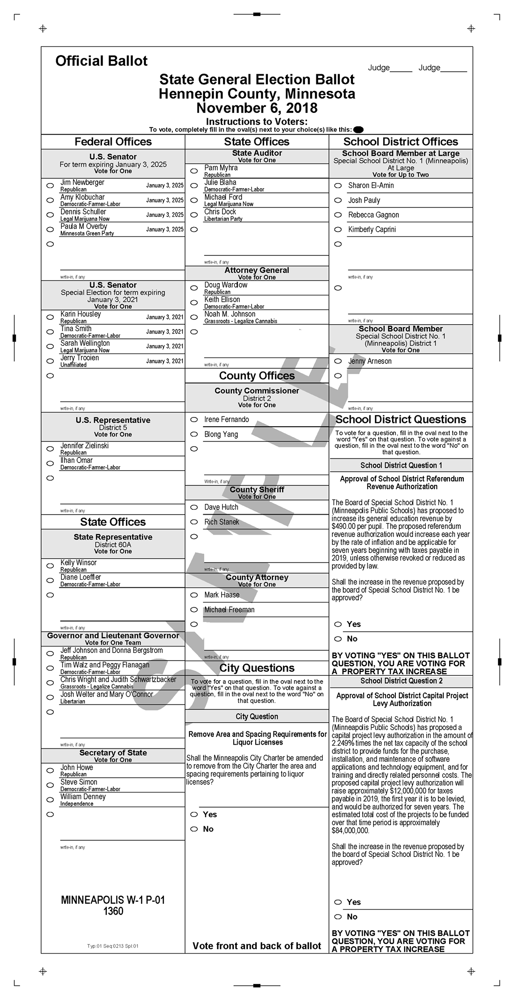 Official Ballot
Judge_____ Judge______
State General Election Ballot
Hennepin County, Minnesota
November 6, 2018
Instructions to Voters:
To vote, completely fill in the oval(s) next to your choice(s) like this:
Federal Offices
U.S. Senator
For term expiring January 3, 2025
Vote for One
Jim Newberger January 3, 2025
Republican
Amy Klobuchar January 3, 2025
Democratic-Farmer-Labor
Dennis Schuller January 3, 2025
Legal Marijuana Now
Paula M Overby January 3, 2025
Minnesota Green Party
write-in, if any
U.S. Senator
Special Election for term expiring
January 3, 2021
Vote for One
Karin Housley January 3, 2021
Republican
Tina Smith January 3, 2021
Democratic-Farmer-Labor
Sarah Wellington January 3, 2021
Legal Marijuana Now
Jerry Trooien January 3, 2021
Unaffiliated
write-in, if any
U.S. Representative
District 5
Vote for One
Jennifer Zielinski
Republican
Ilhan Omar
Democratic-Farmer-Labor
write-in, if any
State Offices
State Representative
District 60A
Vote for One
Kelly Winsor
Republican
Diane Loeffler
Democratic-Farmer-Labor
write-in, if any
Governor and Lieutenant Governor
Vote for One Team
Jeff Johnson and Donna Bergstrom
Republican
Tim Walz and Peggy Flanagan
Democratic-Farmer-Labor
Chris Wright and Judith Schwartzbacker
Grassroots - Legalize Cannabis
Josh Welter and Mary O'Connor
Libertarian
write-in, if any
Secretary of State
Vote for One
John Howe
Republican
Steve Simon
Democratic-Farmer-Labor
William Denney
Independence
write-in, if any
MINNEAPOLIS W-1 P-01
1360
Typ:01 Seq:0213 Spl:01
State Offices
State Auditor
Vote for One
Pam Myhra
Republican
Julie Blaha
Democratic-Farmer-Labor
Michael Ford
Legal Marijuana Now
Chris Dock
Libertarian Party
write-in, if any
Attorney General
Vote for One
Doug Wardlow
Republican
Keith Ellison
Democratic-Farmer-Labor
Noah M. Johnson
Grassroots - Legalize Cannabis
write-in, if any
County Offices
County Commissioner
District 2
Vote for One
Irene Fernando
Blong Yang
Write-in, if any
County Sheriff
Vote for One
Dave Hutch
Rich Stanek
write-in, if any
County Attorney
Vote for One
Mark Haase
Michael Freeman
write-in, if any
City Questions
To vote for a question, fill in the oval next to the
word "Yes" on that question. To vote against a
question, fill in the oval next to the word "No" on
that question.
City Question
Remove Area and Spacing Requirements for
Liquor Licenses
Shall the Minneapolis City Charter be amended
to remove from the City Charter the area and
spacing requirements pertaining to liquor
licenses?
Yes
No
Vote front and back of ballot
School District Offices
School Board Member at Large
Special School District No. 1 (Minneapolis)
At Large
Vote for Up to Two
Sharon El-Amin
Josh Pauly
Rebecca Gagnon
Kimberly Caprini
write-in, if any
write-in, if any
School Board Member
Special School District No. 1
(Minneapolis) District 1
Vote for One
Jenny Arneson
write-in, if any
School District Questions
To vote for a question, fill in the oval next to the
word "Yes" on that question. To vote against a
question, fill in the oval next to the word "No" on
that question.
School District Question 1
Approval of School District Referendum
Revenue Authorization
The Board of Special School District No. 1
(Minneapolis Public Schools) has proposed to
increase its general education revenue by
$490.00 per pupil. The proposed referendum
revenue authorization would increase each year
by the rate of inflation and be applicable for
seven years beginning with taxes payable in
2019, unless otherwise revoked or reduced as
provided by law.
Shall the increase in the revenue proposed by
the board of Special School District No. 1 be
approved?
Yes
No
BY VOTING "YES" ON THIS BALLOT
QUESTION, YOU ARE VOTING FOR
A PROPERTY TAX INCREASE
School District Question 2
Approval of School District Capital Project
Levy Authorization
The Board of Special School District No. 1
(Minneapolis Public Schools) has proposed a
capital project levy authorization in the amount of
2.249% times the net tax capacity of the school
district to provide funds for the purchase,
installation, and maintenance of software
applications and technology equipment, and for
training and directly related personnel costs. The
proposed capital project levy authorization will
raise approximately $12,000,000 for taxes
payable in 2019, the first year it is to be levied,
and would be authorized for seven years. The
estimated total cost of the projects to be funded
over that time period is approximately
$84,000,000.
Shall the increase in the revenue proposed by
the board of Special School District No. 1 be
approved?
Yes
No
BY VOTING "YES" ON THIS BALLOT
QUESTION, YOU ARE VOTING FOR
A PROPERTY TAX INCREASE
SAMPLE